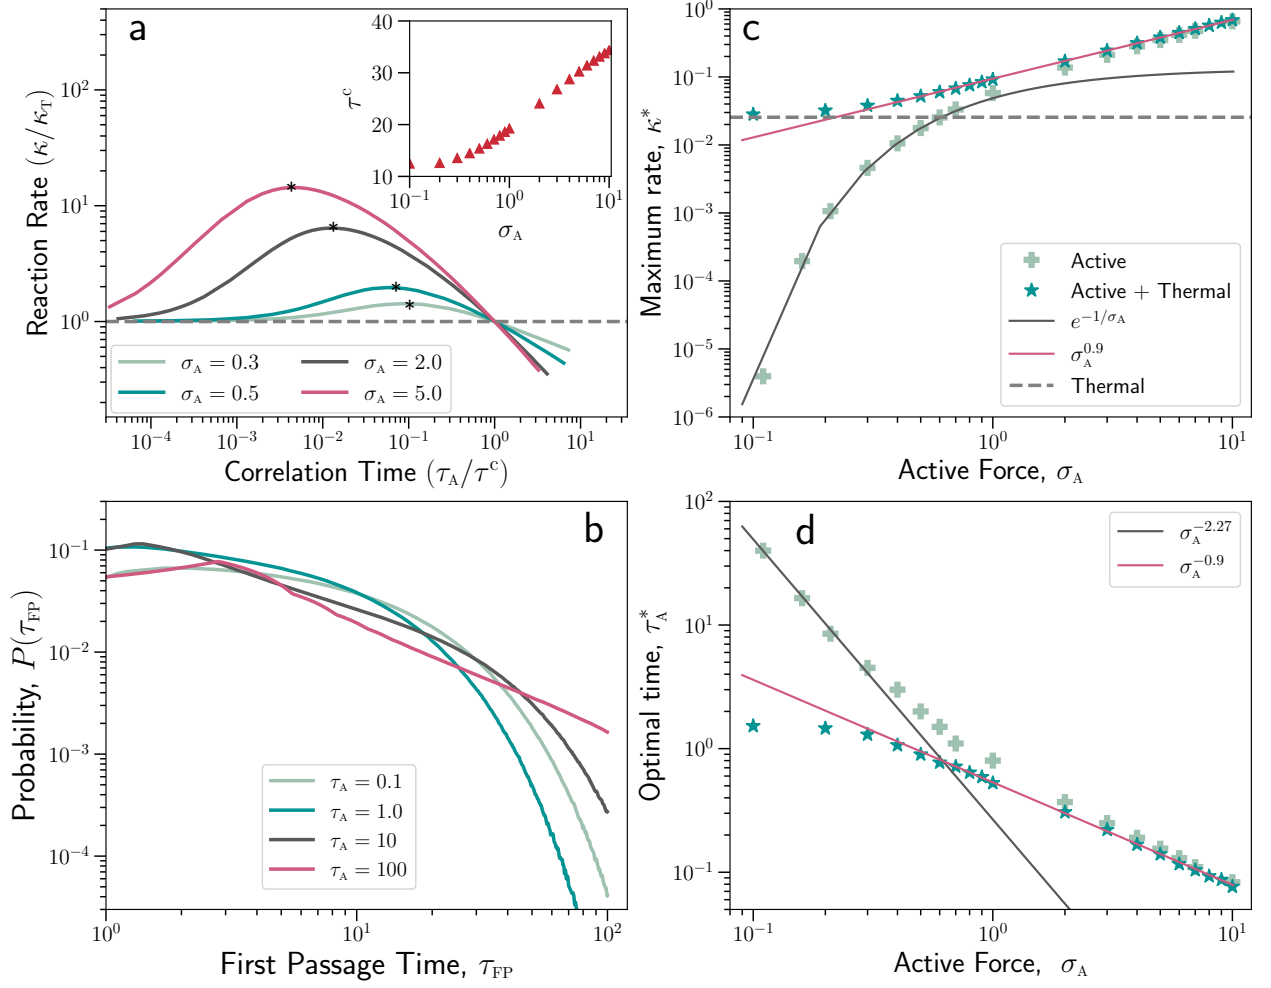 a
Reaction Rate (κ/κ_T)
10^2
10^1
10^0
τ^c
40
30
20
10
10^{-1}
10^0
10^1
σ_A
σ_A = 0.3
σ_A = 0.5
σ_A = 2.0
σ_A = 5.0
10^{-4}
10^{-3}
10^{-2}
10^{-1}
10^0
10^1
Correlation Time (τ_A/τ^c)
c
Maximum rate, κ^*
10^0
10^{-1}
10^{-2}
10^{-3}
10^{-4}
10^{-5}
10^{-6}
Active
Active + Thermal
e^{-1/σ_A}
σ_A^{0.9}
Thermal
10^{-1}
10^0
10^1
Active Force, σ_A
b
Probability, P(τ_FP)
10^{-1}
10^{-2}
10^{-3}
10^{-4}
τ_A = 0.1
τ_A = 1.0
τ_A = 10
τ_A = 100
10^0
10^1
10^2
First Passage Time, τ_FP
d
Optimal time, τ_A^*
10^2
10^1
10^0
10^{-1}
σ_A^{-2.27}
σ_A^{-0.9}
10^{-1}
10^0
10^1
Active Force, σ_A